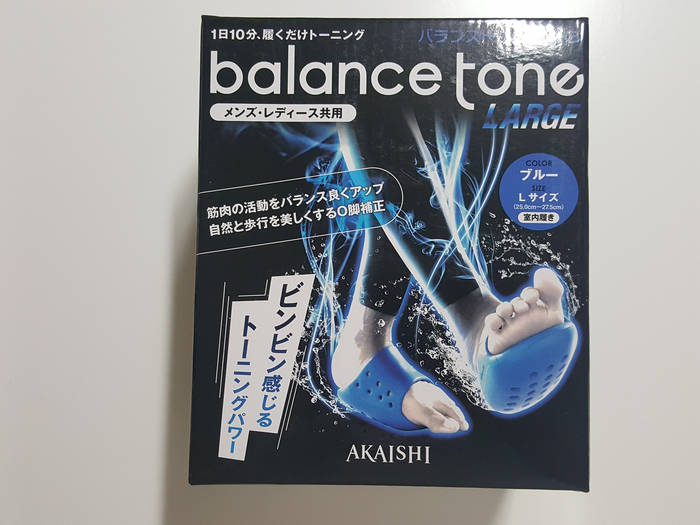 1日10分、履くだけトーニング
balance tone
LARGE
メンズ・レディース共用
COLOR
ブルー
SIZE
Lサイズ
(25.0cm〜27.5cm)
室内履き
筋肉の活動をバランス良くアップ
自然と歩行を美しくするO脚補正
ビンビン感じる
トーニングパワー
AKAISHI